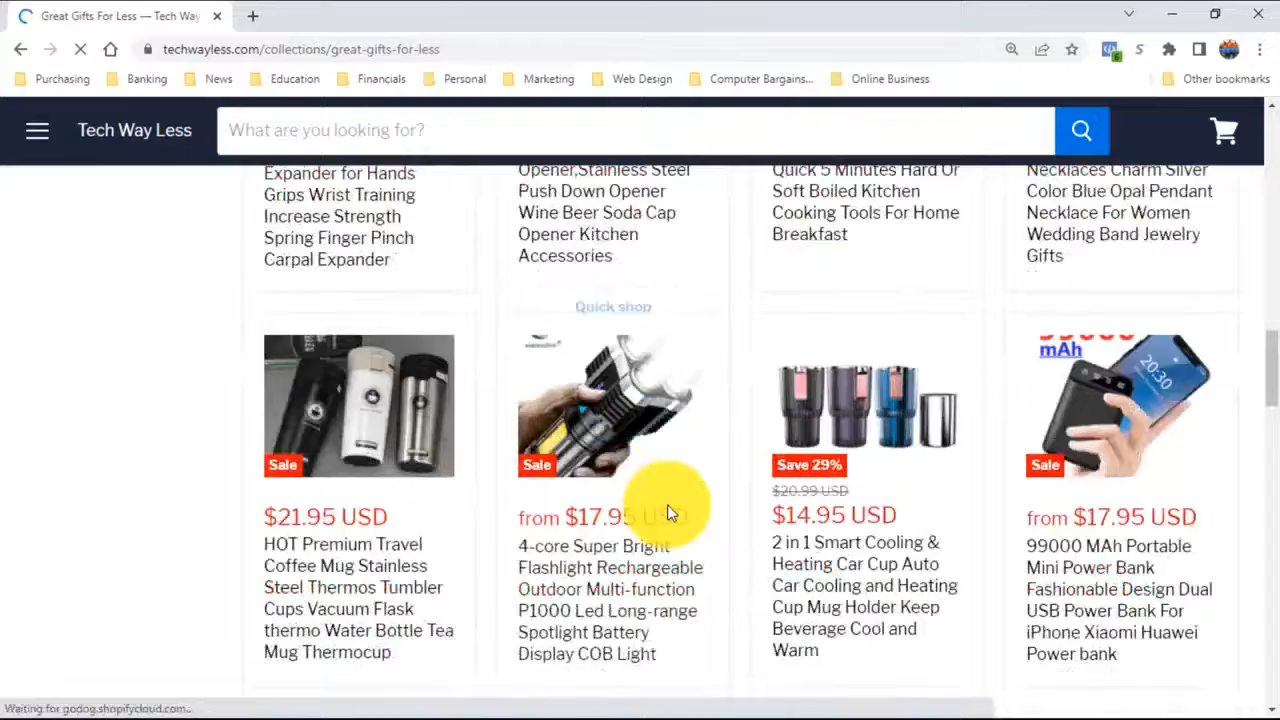 Great Gifts For Less — Tech Way
techwayless.com/collections/great-gifts-for-less
Purchasing
Banking
News
Education
Financials
Personal
Marketing
Web Design
Computer Bargains...
Online Business
Other bookmarks
Tech Way Less
What are you looking for?
Expander for Hands
Grips Wrist Training
Increase Strength
Spring Finger Pinch
Carpal Expander
Opener,Stainless Steel
Push Down Opener
Wine Beer Soda Cap
Opener Kitchen
Accessories
Quick 5 Minutes Hard Or
Soft Boiled Kitchen
Cooking Tools For Home
Breakfast
Necklaces Charm Silver
Color Blue Opal Pendant
Necklace For Women
Wedding Band Jewelry
Gifts
Quick shop
Sale
$21.95 USD
HOT Premium Travel
Coffee Mug Stainless
Steel Thermos Tumbler
Cups Vacuum Flask
thermo Water Bottle Tea
Mug Thermocup
Sale
from $17.95 USD
4-core Super Bright
Flashlight Rechargeable
Outdoor Multi-function
P1000 Led Long-range
Spotlight Battery
Display COB Light
Save 29%
$20.99 USD
$14.95 USD
2 in 1 Smart Cooling &
Heating Car Cup Auto
Car Cooling and Heating
Cup Mug Holder Keep
Beverage Cool and
Warm
99000
mAh
20:30
Sale
from $17.95 USD
99000 MAh Portable
Mini Power Bank
Fashionable Design Dual
USB Power Bank For
iPhone Xiaomi Huawei
Power bank
Waiting for godog.shopifycloud.com...